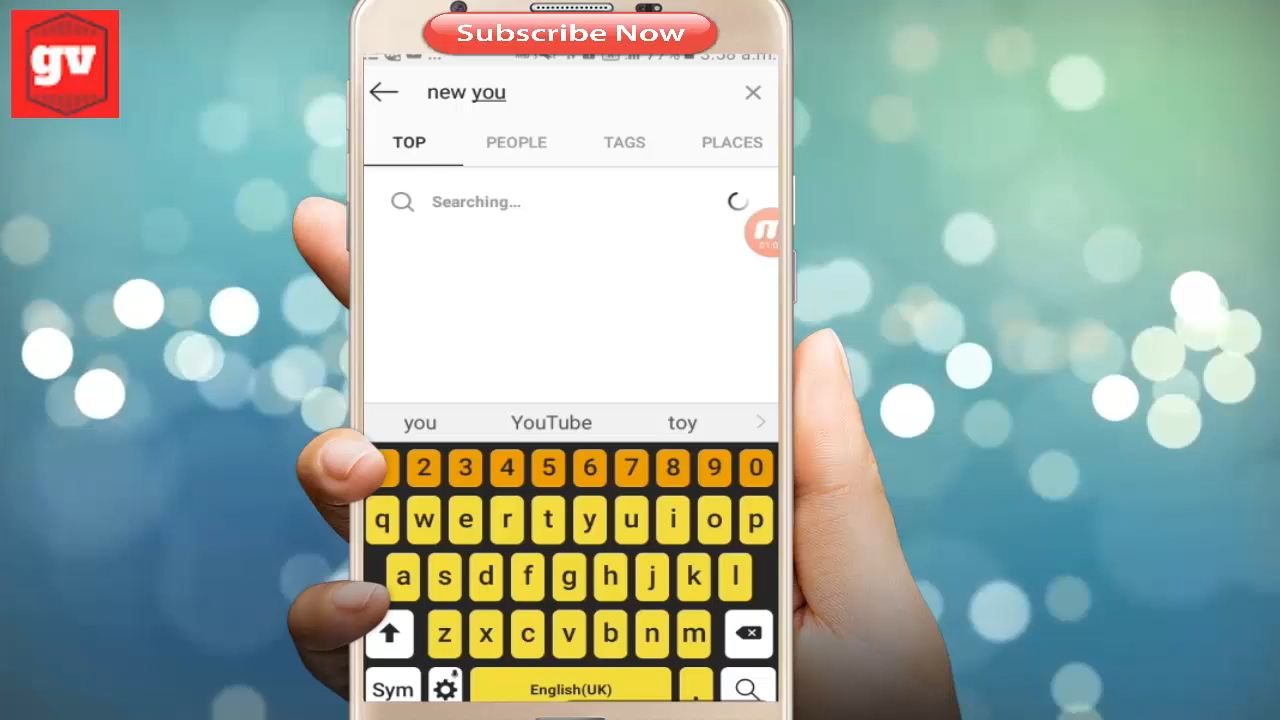 Subscribe Now
gv
new you
TOP PEOPLE TAGS PLACES
Searching...
you YouTube toy
2 3 4 5 6 7 8 9 0
q w e r t y u i o p
a s d f g h j k l
z x c v b n m
Sym English(UK) .